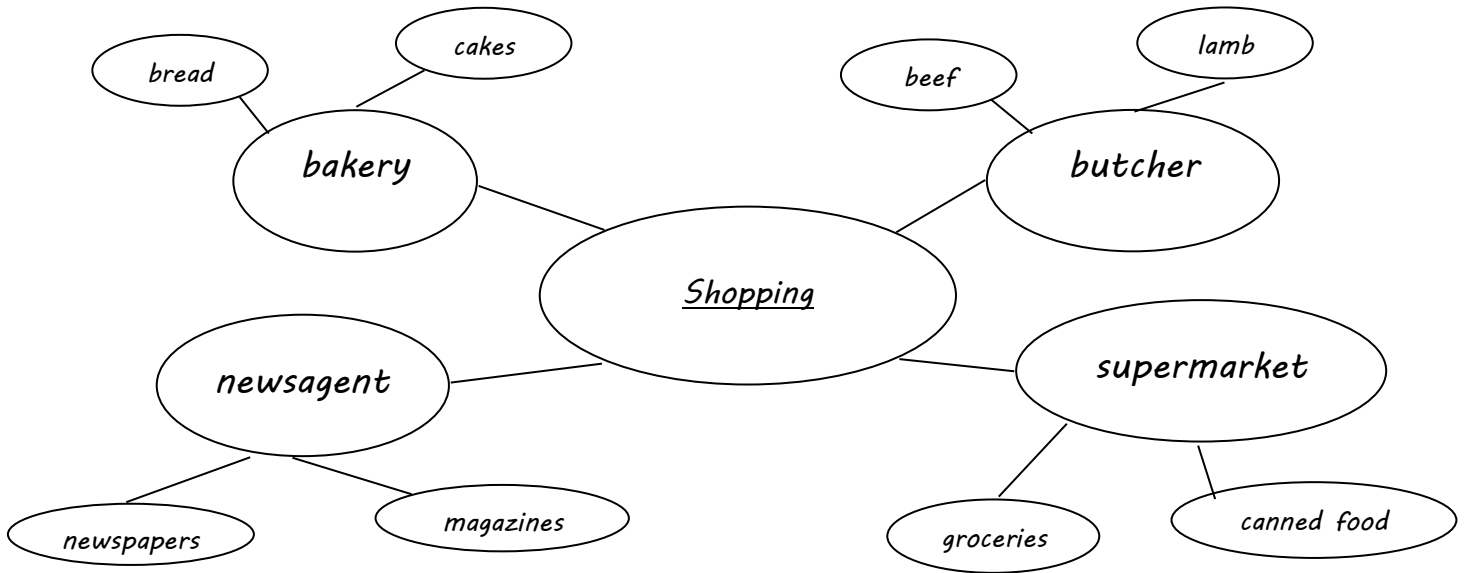 cakes
bread
lamb
beef
bakery
butcher
Shopping
newsagent
supermarket
newspapers
magazines
groceries
canned food